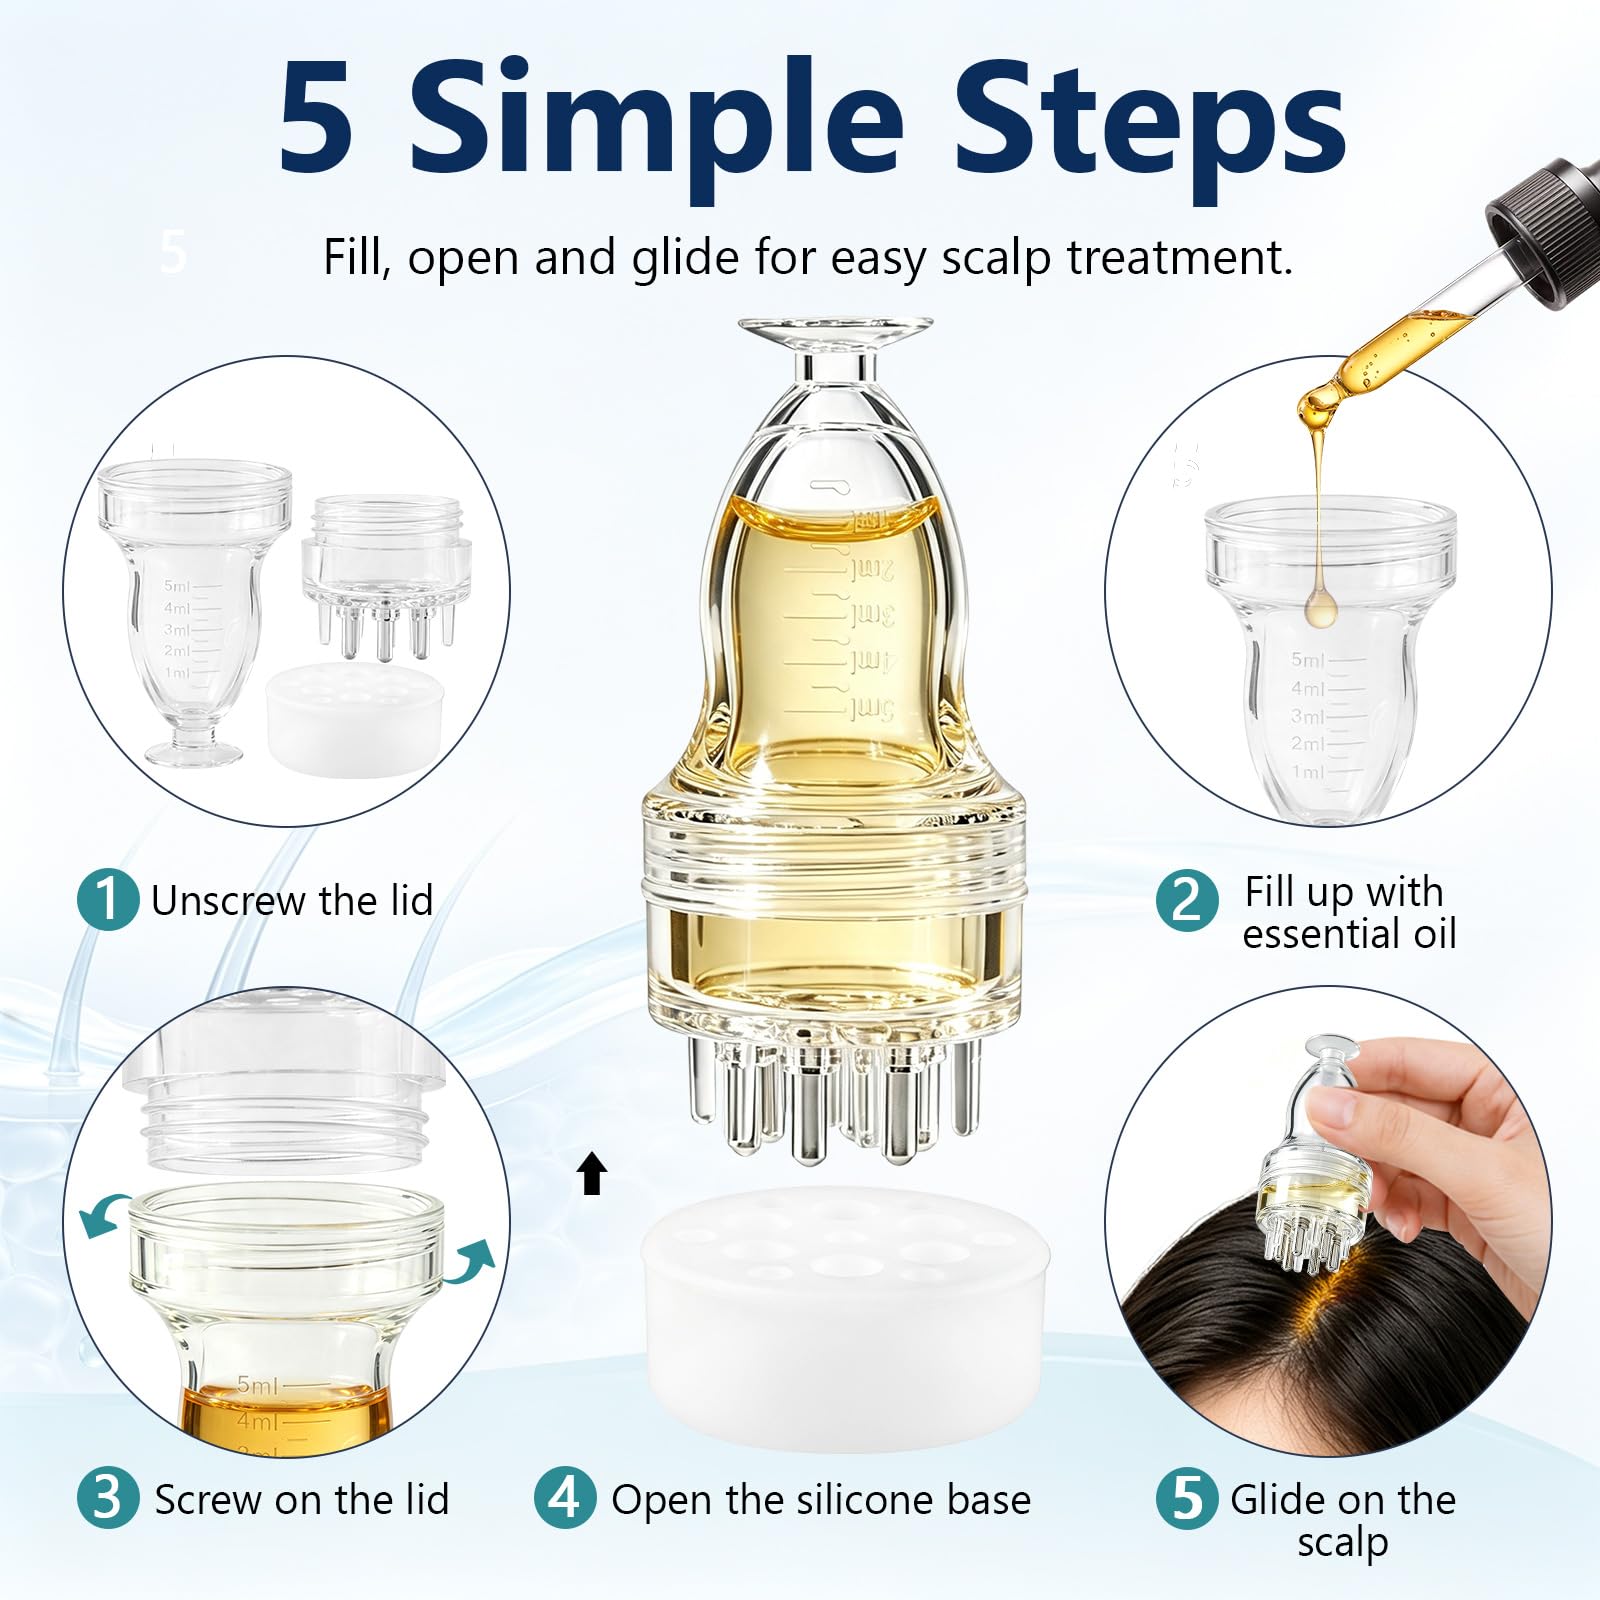 5 Simple Steps
5
Fill, open and glide for easy scalp treatment.
5ml
4ml
3ml
2ml
1ml
1 Unscrew the lid
1ml
2ml
3ml
4ml
5ml
5ml
4ml
3ml
2ml
1ml
2 Fill up with
essential oil
5ml
4ml
3 Screw on the lid
4 Open the silicone base
5 Glide on the
scalp